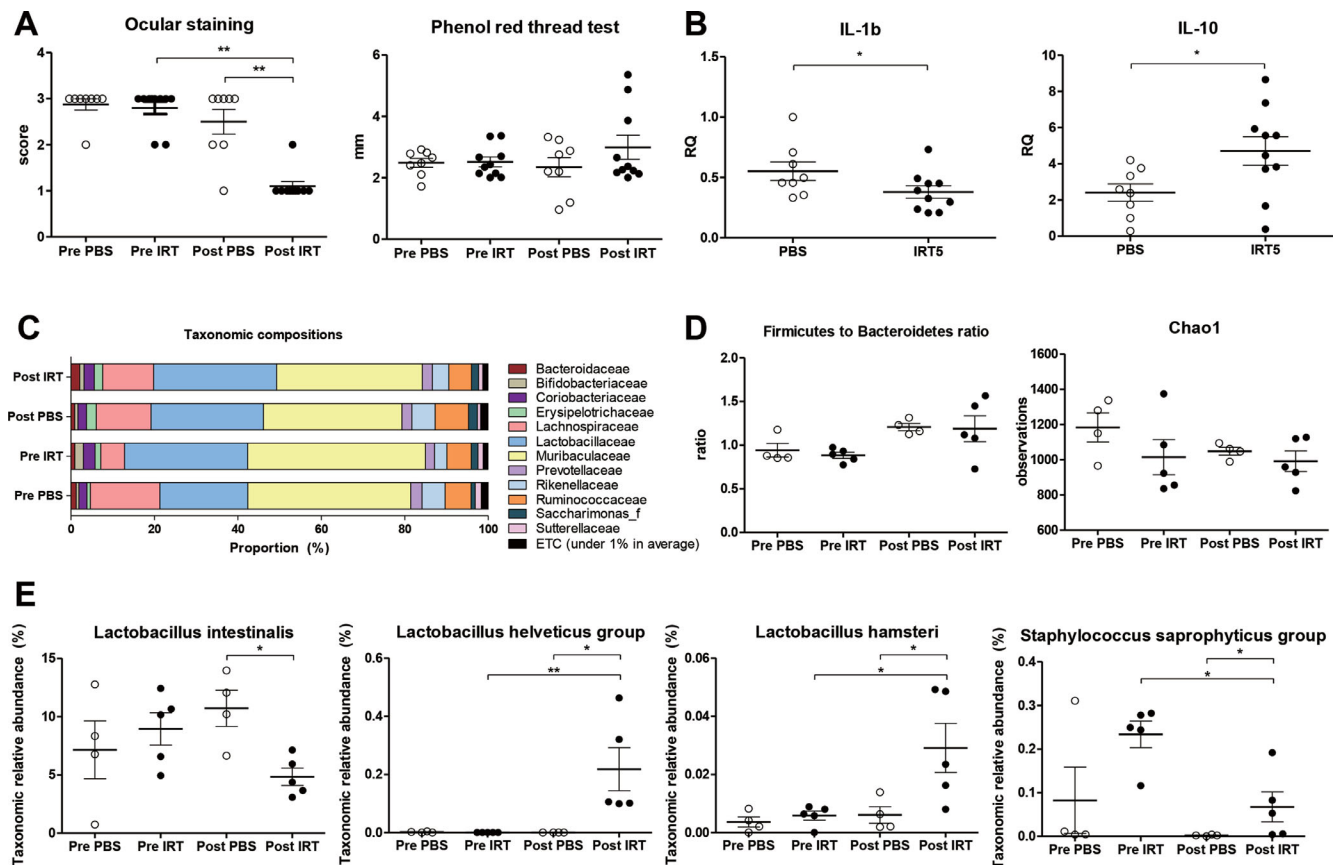 A
Ocular staining
score
4
3
2
1
0
**
**
Pre PBS
Pre IRT
Post PBS
Post IRT
Phenol red thread test
mm
6
4
2
0
Pre PBS
Pre IRT
Post PBS
Post IRT
B
IL-1b
RQ
1.5
1.0
0.5
0.0
*
PBS
IRT5
IL-10
RQ
10
8
6
4
2
0
*
PBS
IRT5
C
Taxonomic compositions
Post IRT
Post PBS
Pre IRT
Pre PBS
0 20 40 60 80 100
Proportion (%)
Bacteroidaceae
Bifidobacteriaceae
Coriobacteriaceae
Erysipelotrichaceae
Lachnospiraceae
Lactobacillaceae
Muribaculaceae
Prevotellaceae
Rikenellaceae
Ruminococcaceae
Saccharimonas_f
Sutterellaceae
ETC (under 1% in average)
D
Firmicutes to Bacteroidetes ratio
ratio
2.0
1.5
1.0
0.5
0.0
Pre PBS
Pre IRT
Post PBS
Post IRT
Chao1
observations
1600
1400
1200
1000
800
600
Pre PBS
Pre IRT
Post PBS
Post IRT
E
Lactobacillus intestinalis
Taxonomic relative abundance (%)
15
10
5
0
*
Pre PBS
Pre IRT
Post PBS
Post IRT
Lactobacillus helveticus group
Taxonomic relative abundance (%)
0.6
0.4
0.2
0.0
*
**
Pre PBS
Pre IRT
Post PBS
Post IRT
Lactobacillus hamsteri
Taxonomic relative abundance (%)
0.06
0.04
0.02
0.00
*
*
Pre PBS
Pre IRT
Post PBS
Post IRT
Staphylococcus saprophyticus group
Taxonomic relative abundance (%)
0.4
0.3
0.2
0.1
0.0
*
*
Pre PBS
Pre IRT
Post PBS
Post IRT